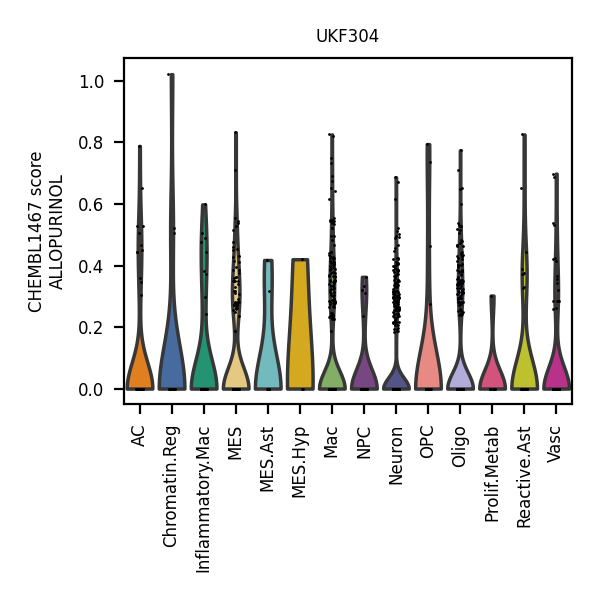 UKF304
CHEMBL1467 score
ALLOPURINOL
1.0
0.8
0.6
0.4
0.2
0.0
AC
Chromatin.Reg
Inflammatory.Mac
MES
MES.Ast
MES.Hyp
Mac
NPC
Neuron
OPC
Oligo
Prolif.Metab
Reactive.Ast
Vasc